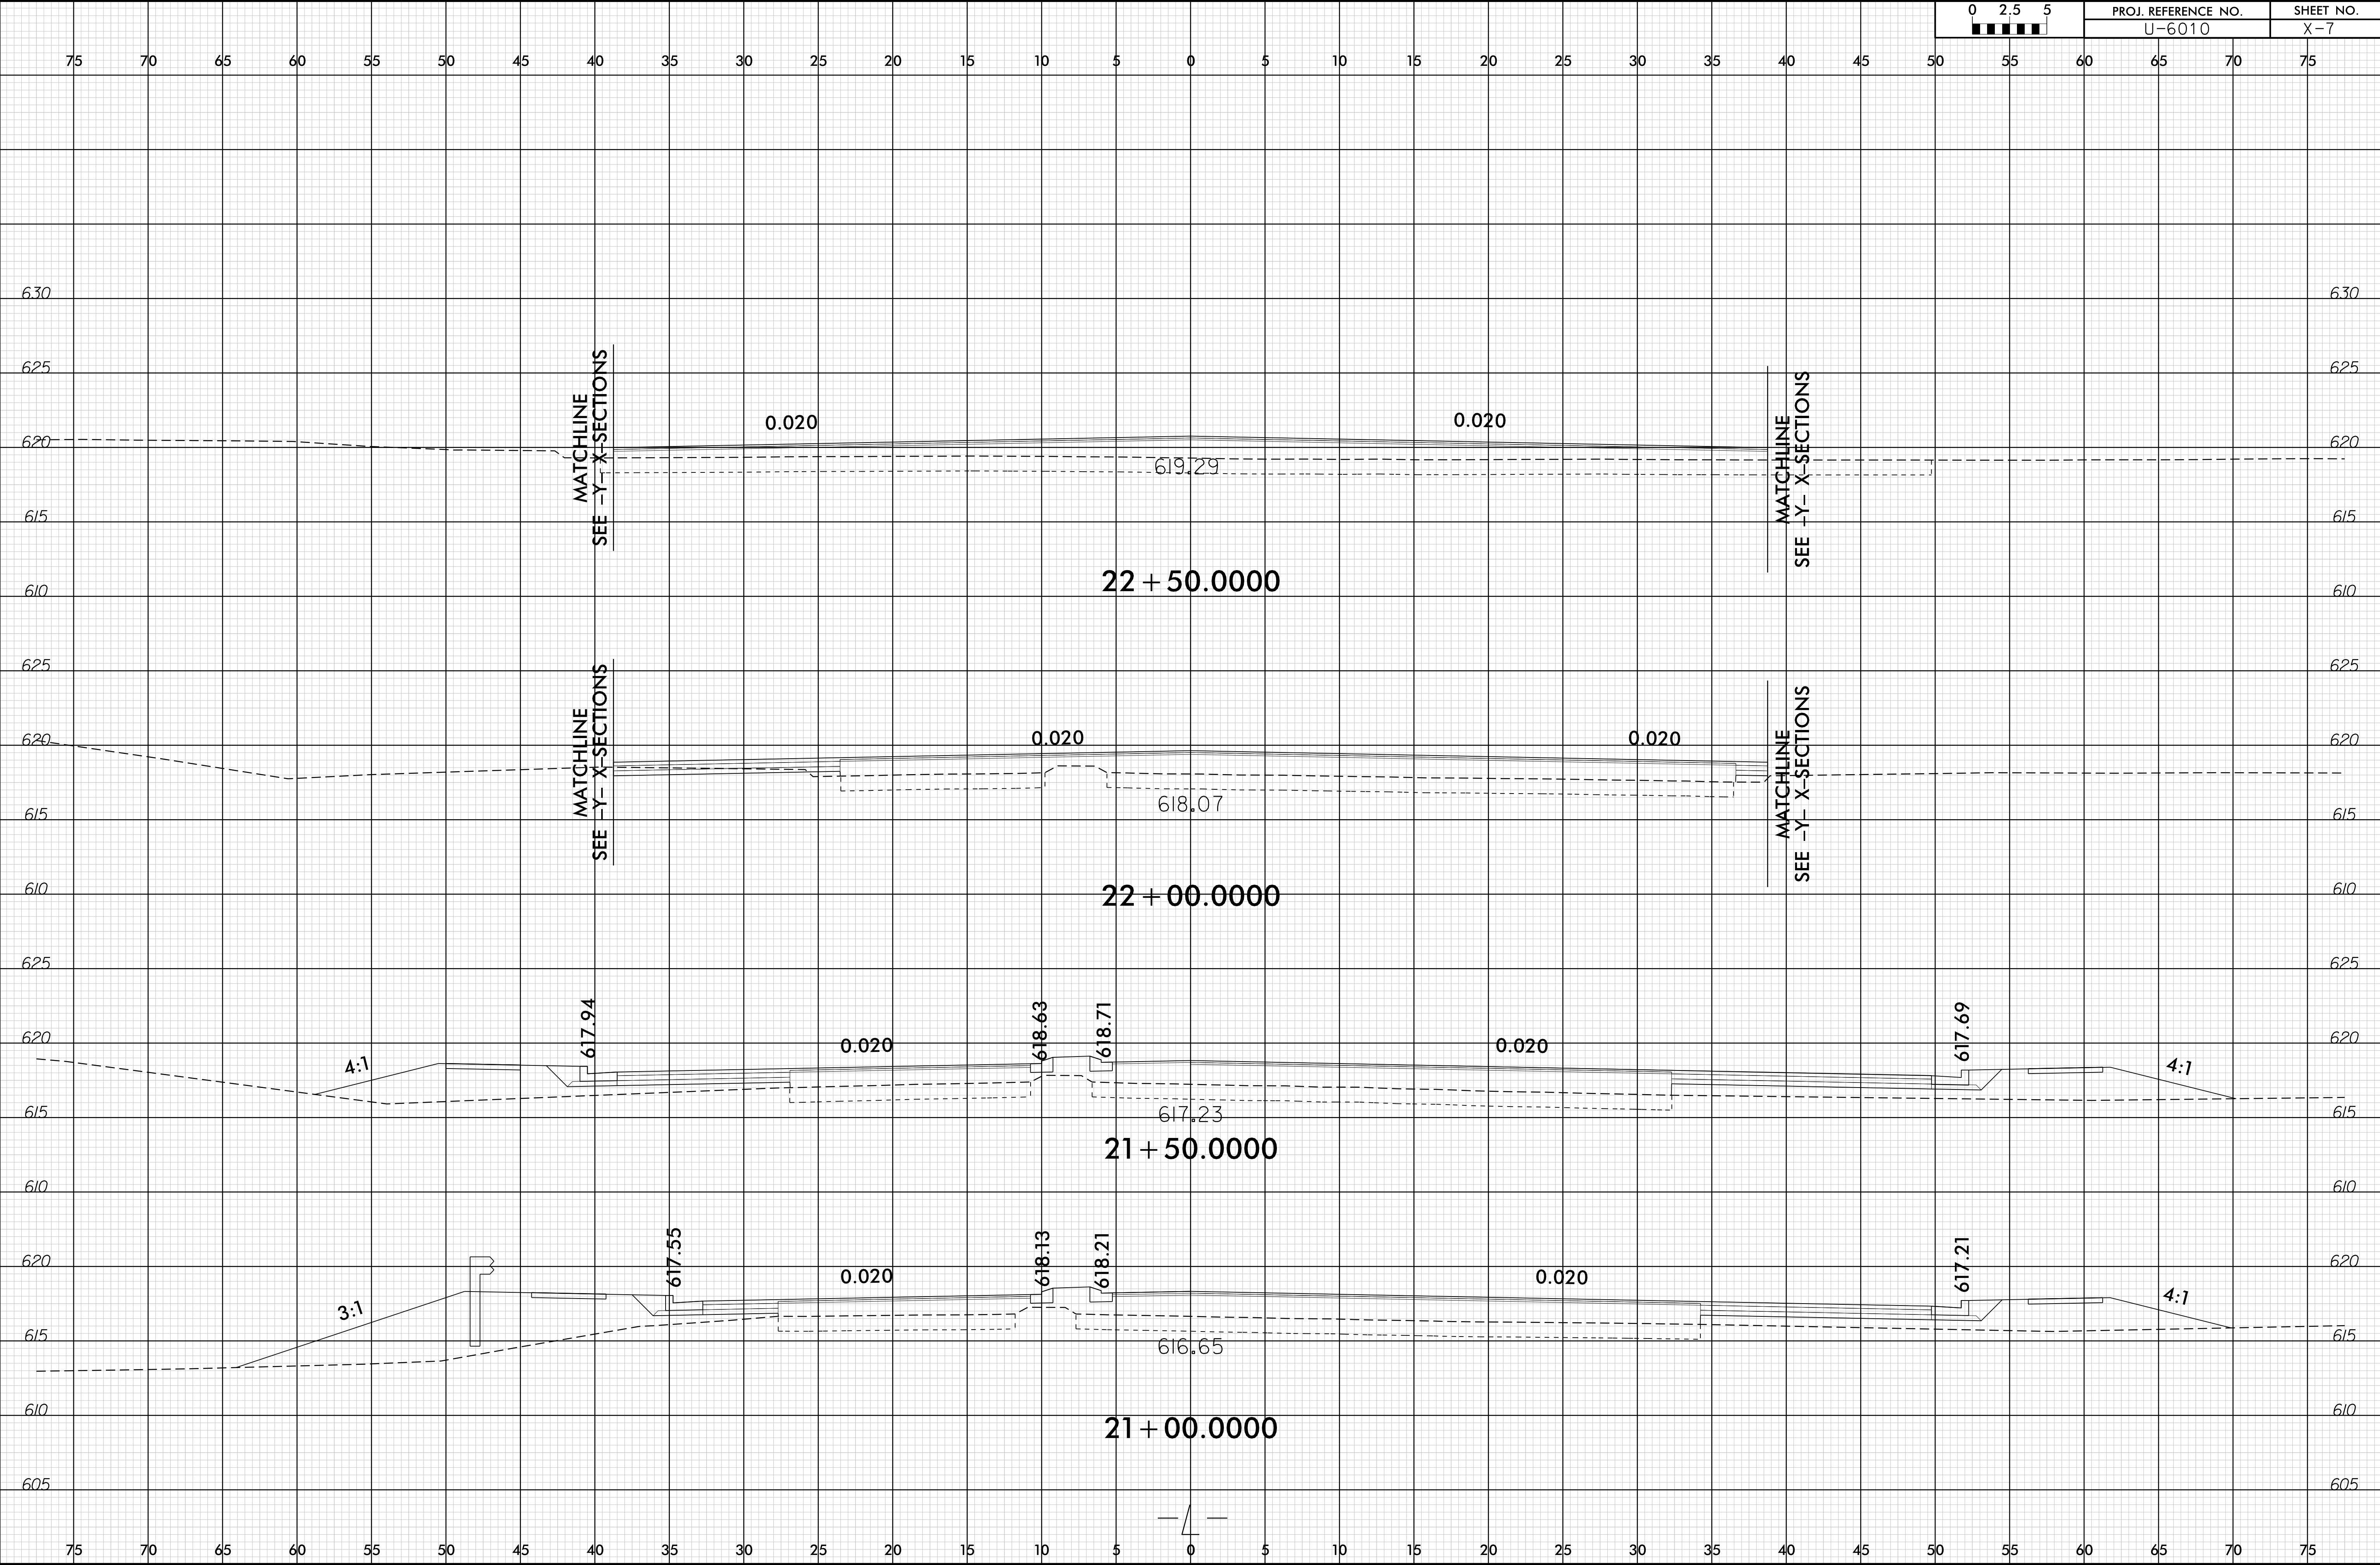 0 2.5 5
PROJ. REFERENCE NO. SHEET NO.
U-6010 X-7
75 70 65 60 55 50 45 40 35 30 25 20 15 10 5 0 5 10 15 20 25 30 35 40 45 50 55 60 65 70 75
630 630
625 625
MATCHLINE
SEE -Y- X-SECTIONS
0.020 0.020
MATCHLINE
SEE -Y- X-SECTIONS
620 620
619.29
615 615
22+50.0000
610 610
625 625
MATCHLINE
SEE -Y- X-SECTIONS
0.020 0.020
MATCHLINE
SEE -Y- X-SECTIONS
620 620
618.07
615 615
22+00.0000
610 610
625 625
617.94 618.63 618.71 617.69
620 620
4:1 0.020 0.020 4:1
617.23
615 615
21+50.0000
610 610
617.55 618.13 618.21 617.21
620 620
3:1 0.020 0.020 4:1
615 615
616.65
610 610
21+00.0000
605 605
-L-
75 70 65 60 55 50 45 40 35 30 25 20 15 10 5 0 5 10 15 20 25 30 35 40 45 50 55 60 65 70 75